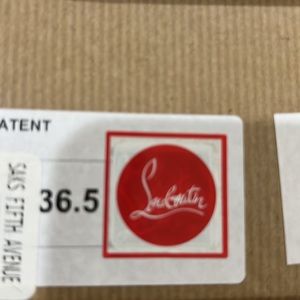 ATENT
36.5
Louboutin
SAKS FIFTH AVENUE